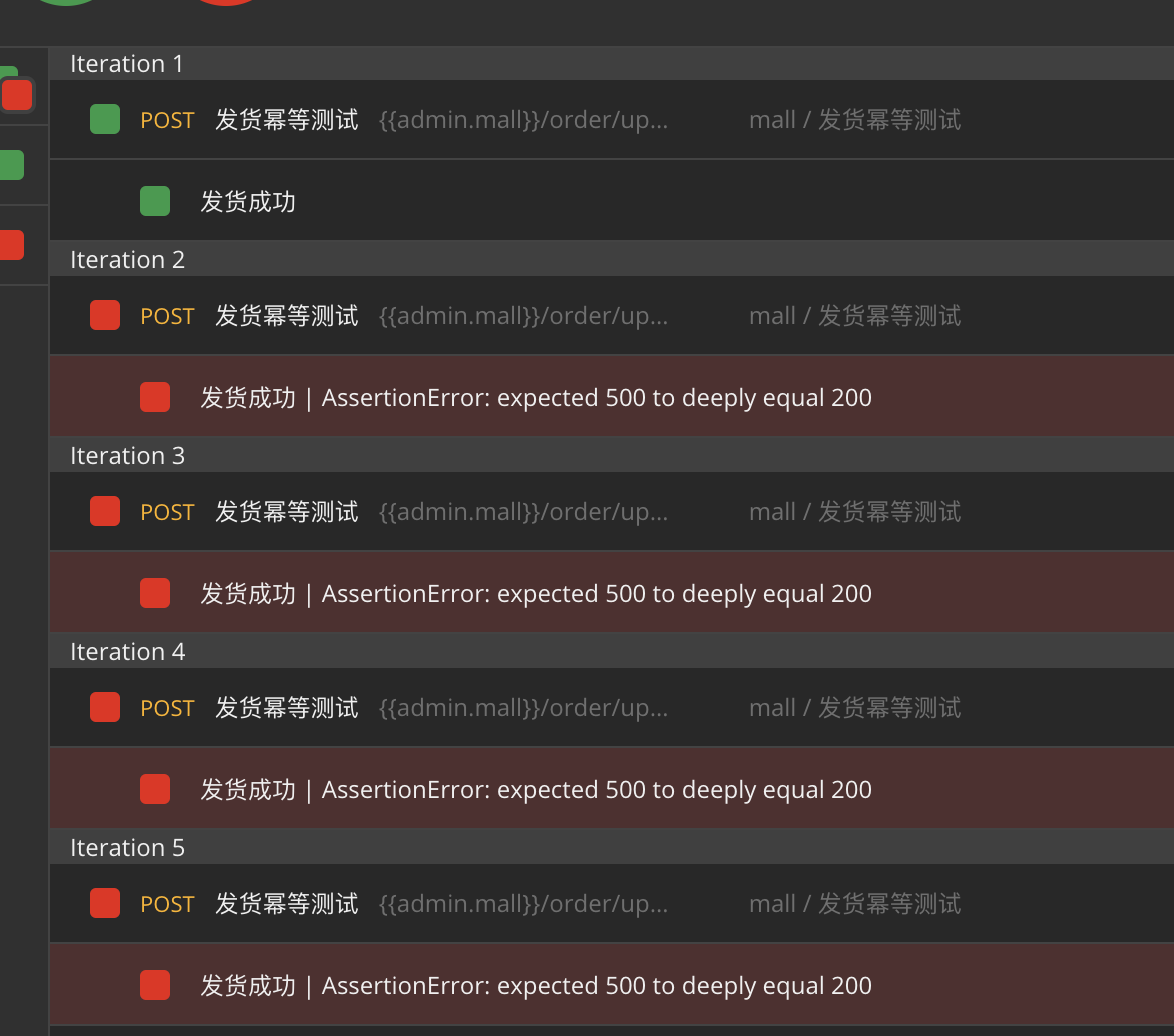 Iteration 1
POST 发货幂等测试 {{admin.mall}}/order/up... mall / 发货幂等测试
发货成功
Iteration 2
POST 发货幂等测试 {{admin.mall}}/order/up... mall / 发货幂等测试
发货成功 | AssertionError: expected 500 to deeply equal 200
Iteration 3
POST 发货幂等测试 {{admin.mall}}/order/up... mall / 发货幂等测试
发货成功 | AssertionError: expected 500 to deeply equal 200
Iteration 4
POST 发货幂等测试 {{admin.mall}}/order/up... mall / 发货幂等测试
发货成功 | AssertionError: expected 500 to deeply equal 200
Iteration 5
POST 发货幂等测试 {{admin.mall}}/order/up... mall / 发货幂等测试
发货成功 | AssertionError: expected 500 to deeply equal 200